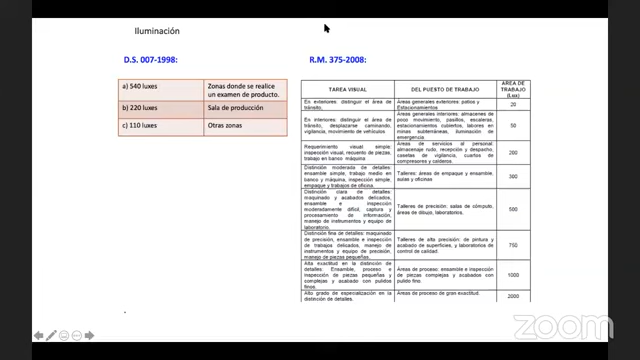 Iluminación
D.S. 007-1998:
R.M. 375-2008:
a) 540 luxes
Zonas donde se realice
un examen de producto.
b) 220 luxes
Sala de producción
c) 110 luxes
Otras zonas
TAREA VISUAL
DEL PUESTO DE TRABAJO
AREA DE
TRABAJO
(Lux)
En exteriores: distinguir el área de
tránsito.
Áreas generales exteriores: patios y
Estacionamientos
20
En interiores: distinguir el área de
tránsito, desplazarse caminando,
vigilancia, movimiento de vehículos
Áreas generales interiores: almacenes de
poco movimiento, pasillos, escaleras,
estacionamientos cubiertos, labores en
minas subterráneas, iluminación de
emergencia.
50
Requerimiento visual simple:
inspección visual, recuento de piezas,
trabajo en banco máquina
Áreas de servicios al personal:
almacenaje rudo, recepción y despacho,
casetas de vigilancia, cuartos de
compresores y calderos.
200
Distinción moderada de detalles:
ensamble simple, trabajo medio en
banco y máquina, inspección simple,
empaque y trabajos de oficina.
Talleres: áreas de empaque y ensamble,
aulas y oficinas
300
Distinción clara de detalles:
maquinado y acabados delicados,
ensamble e inspección
moderadamente difícil, captura y
procesamiento de información,
manejo de instrumentos y equipo de
laboratorio.
Talleres de precisión: salas de cómputo,
áreas de dibujo, laboratorios.
500
Distinción fina de detalles: maquinado
de precisión, ensamble e inspección
de trabajos delicados, manejo de
instrumentos y equipo de precisión,
manejo de piezas pequeñas.
Talleres de alta precisión: de pintura y
acabado de superficies, y laboratorios de
control de calidad.
750
Alta exactitud en la distinción de
detalles: Ensamble, proceso e
inspección de piezas pequeñas y
complejas y acabado con pulidos
finos.
Áreas de proceso: ensamble e inspección
de piezas complejas y acabados con
pulido fino.
1000
Alto grado de especialización en la
distinción de detalles.
Áreas de proceso de gran exactitud.
2000
zoom